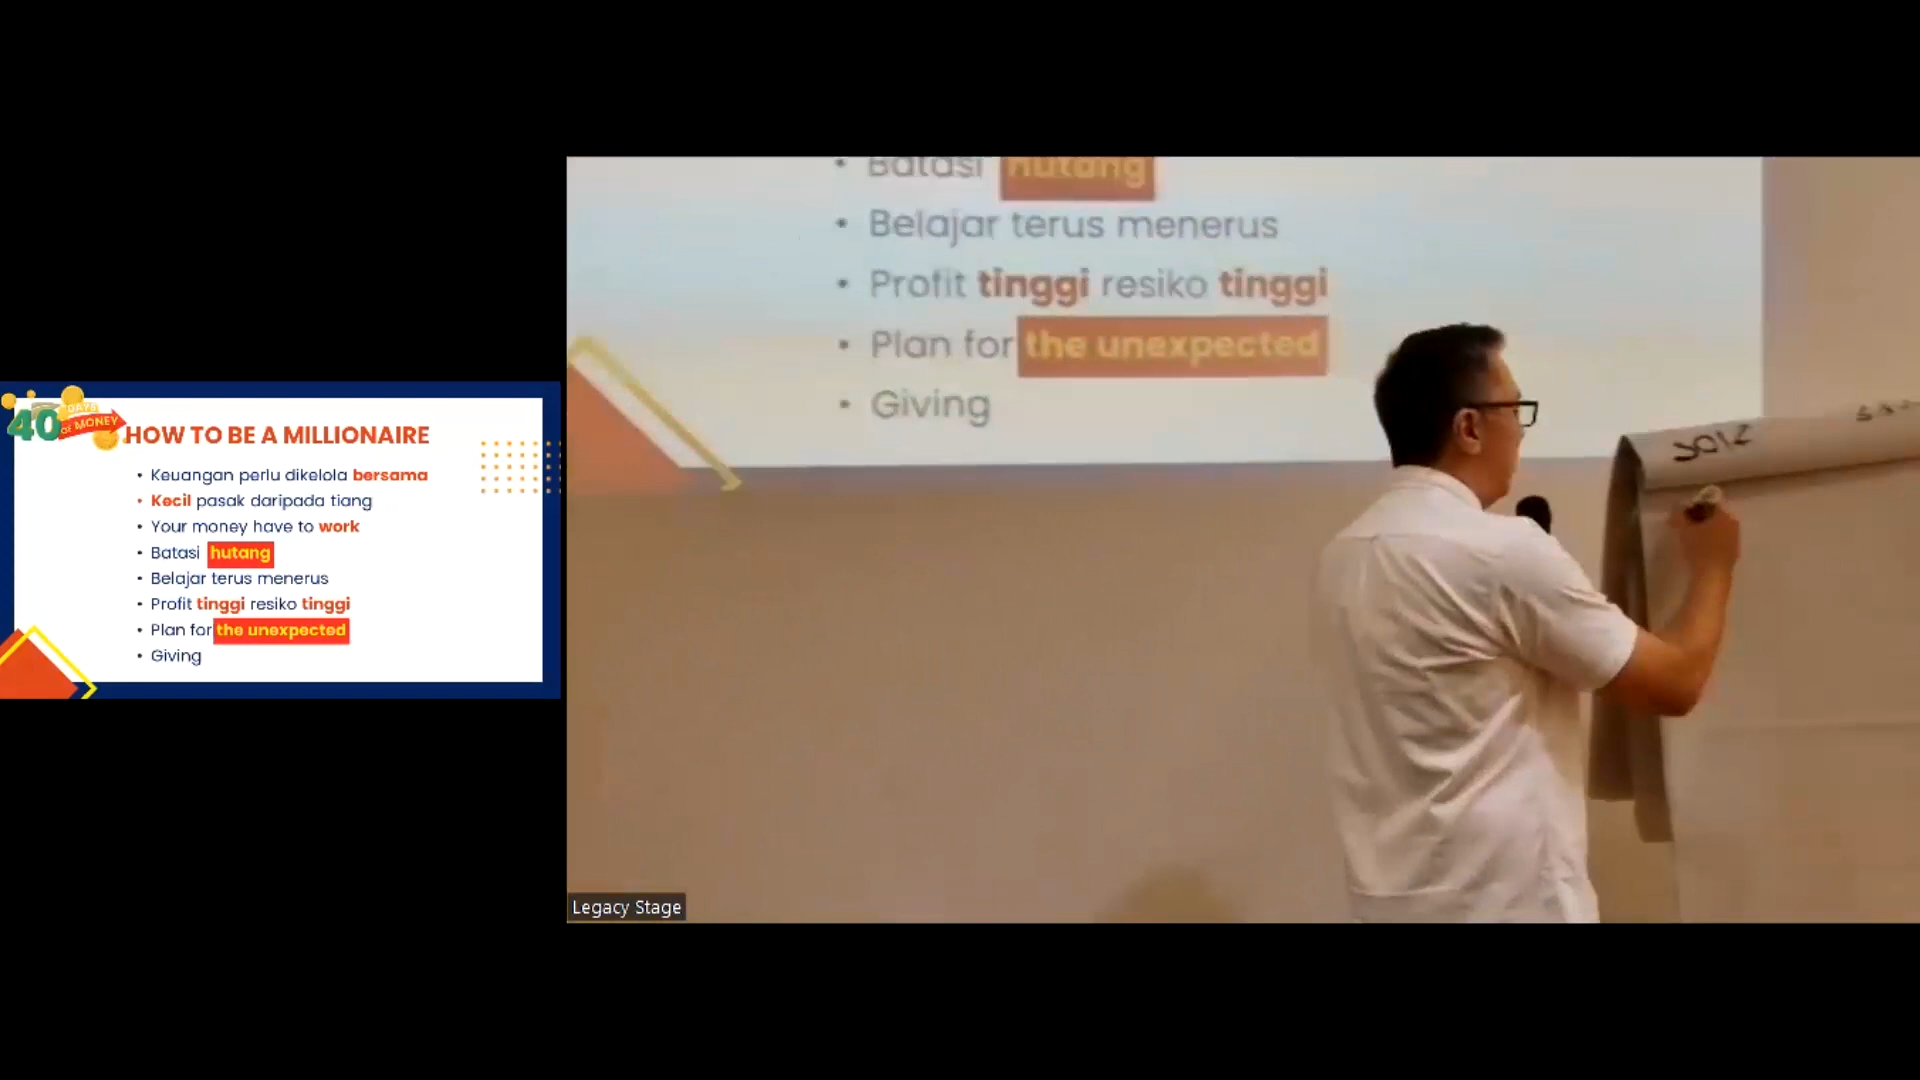 40 DAYS
OF MONEY
HOW TO BE A MILLIONAIRE
• Keuangan perlu dikelola bersama
• Kecil pasak daripada tiang
• Your money have to work
• Batasi hutang
• Belajar terus menerus
• Profit tinggi resiko tinggi
• Plan for the unexpected
• Giving
• Batasi hutang
• Belajar terus menerus
• Profit tinggi resiko tinggi
• Plan for the unexpected
• Giving
Legacy Stage